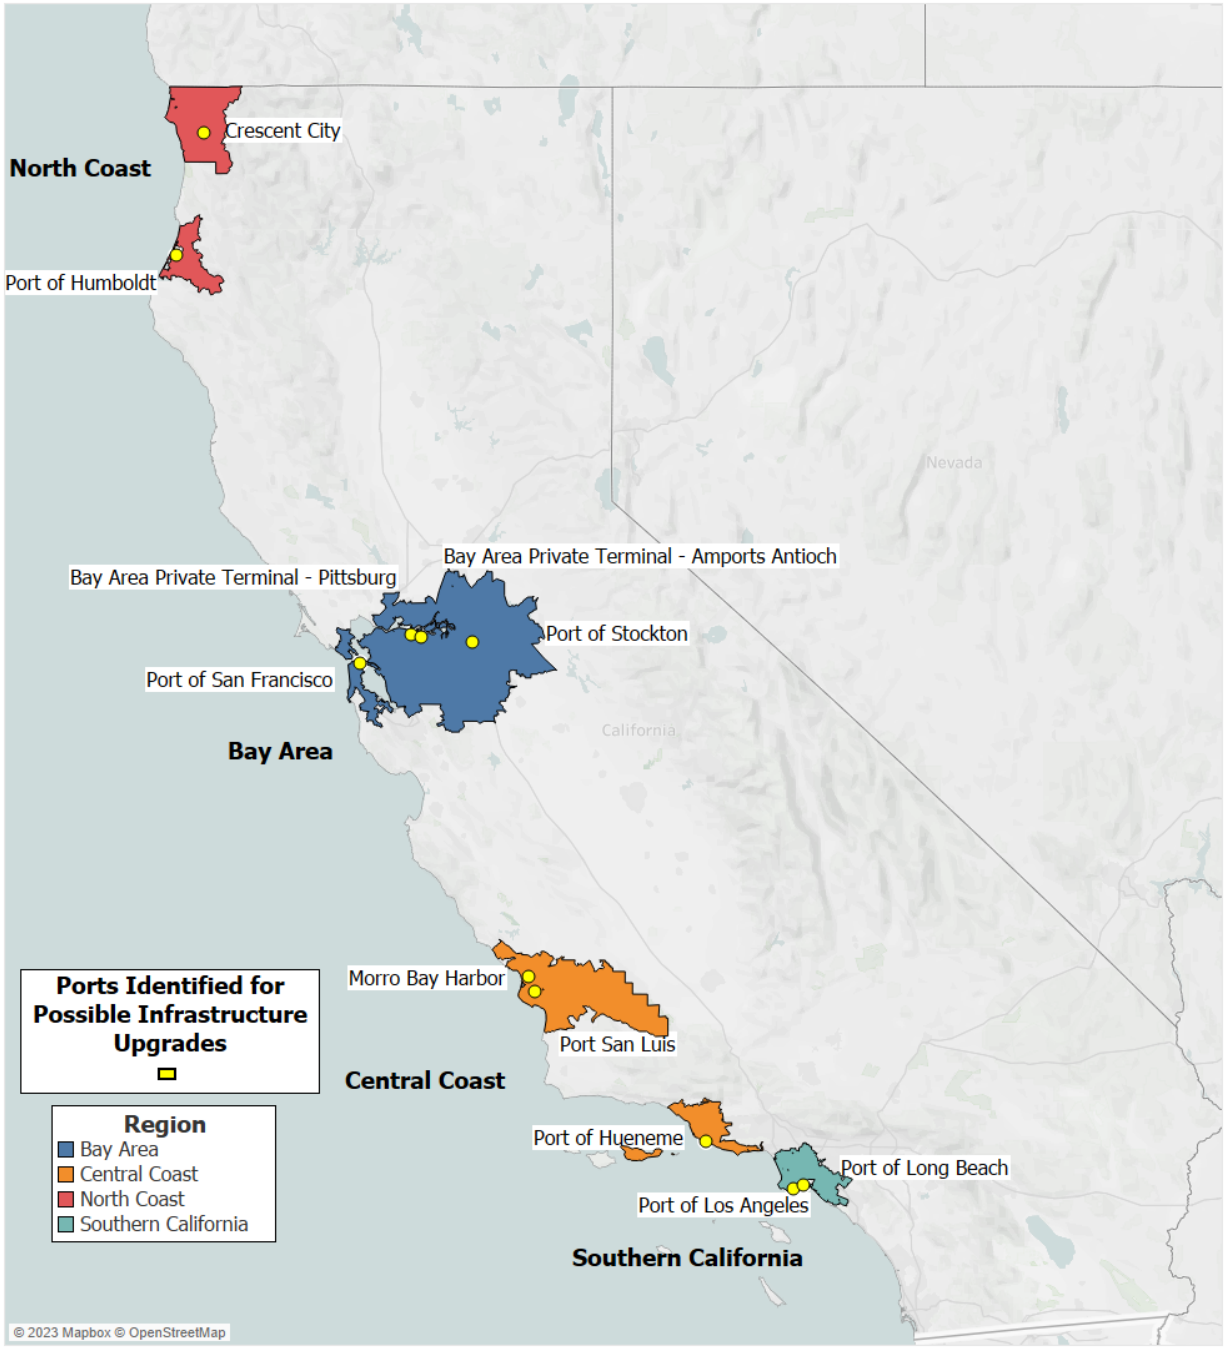 Crescent City
North Coast
Port of Humboldt
Nevada
Bay Area Private Terminal - Amports Antioch
Bay Area Private Terminal - Pittsburg
Port of Stockton
Port of San Francisco
California
Bay Area
Morro Bay Harbor
Ports Identified for
Possible Infrastructure
Upgrades
Port San Luis
Central Coast
Region
Bay Area
Central Coast
North Coast
Southern California
Port of Hueneme
Port of Long Beach
Port of Los Angeles
Southern California
© 2023 Mapbox © OpenStreetMap